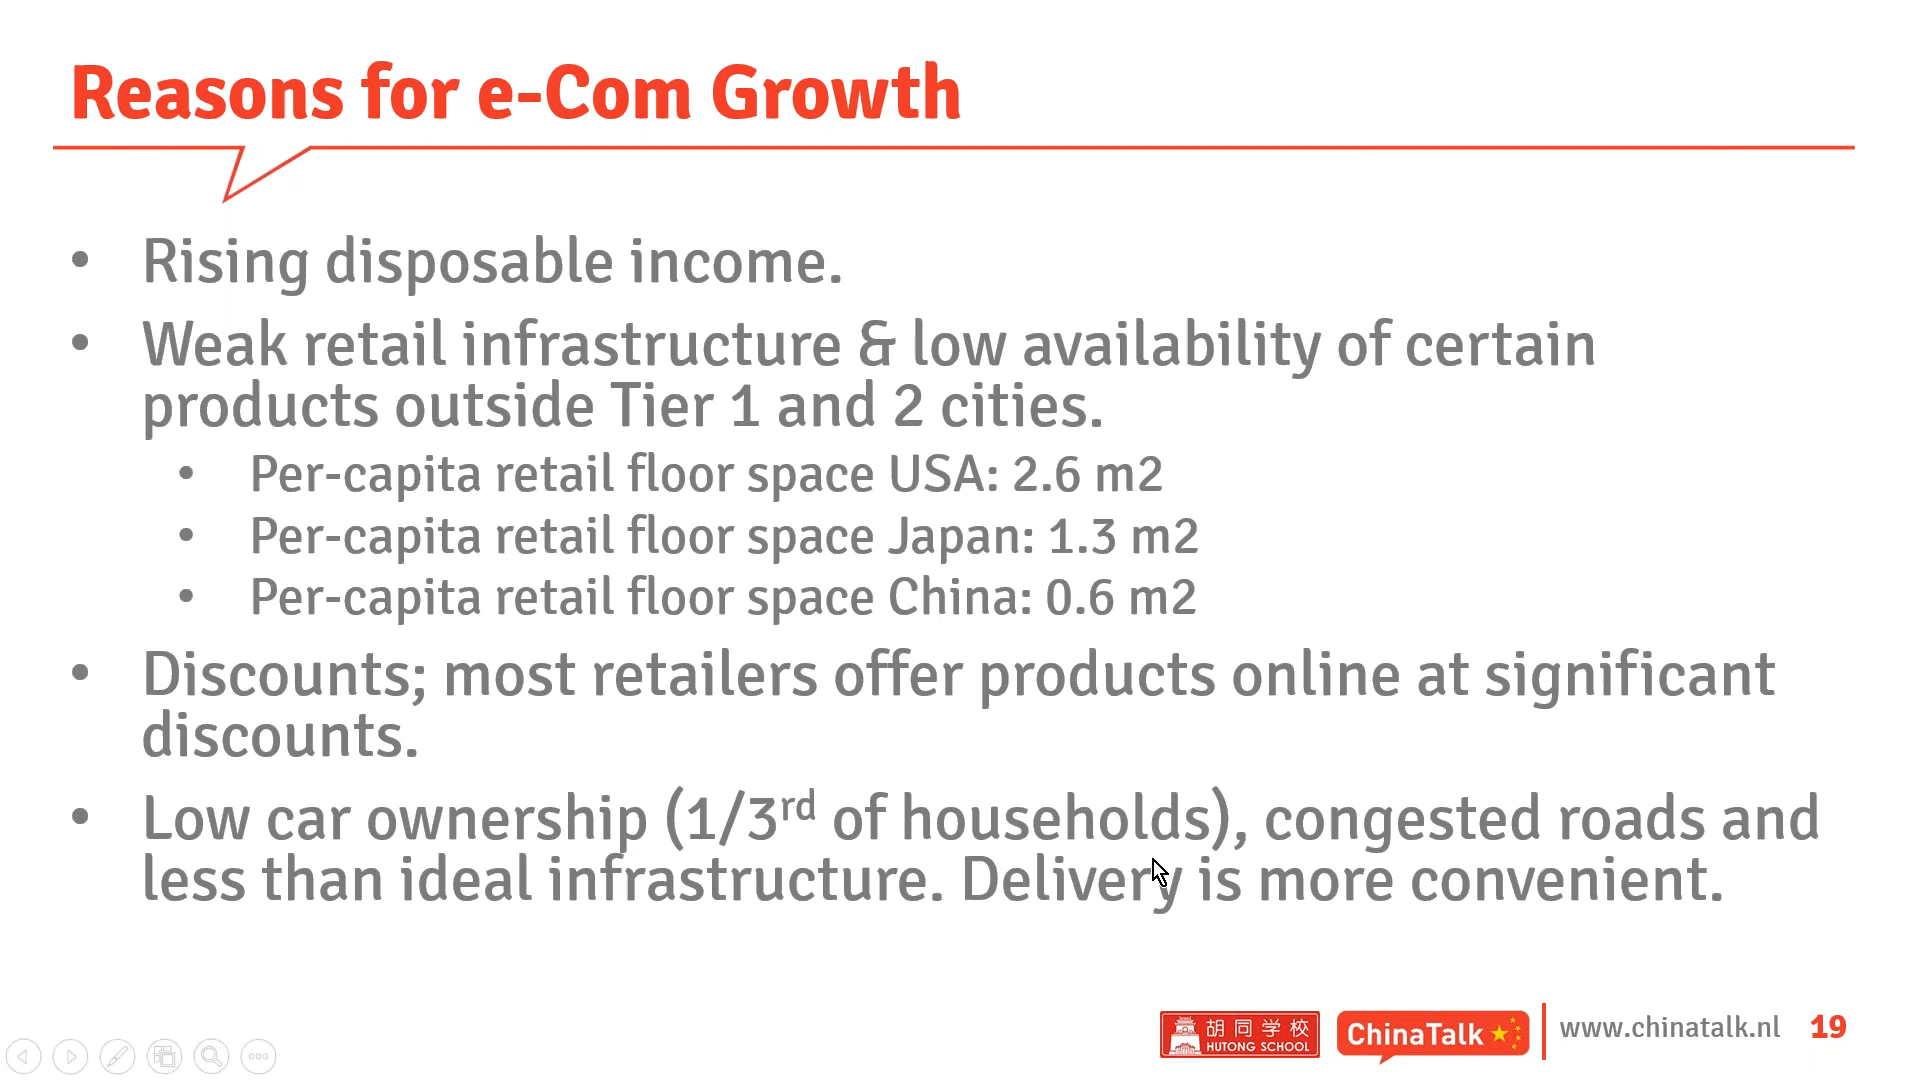 Reasons for e-Com Growth
• Rising disposable income.
• Weak retail infrastructure & low availability of certain
products outside Tier 1 and 2 cities.
• Per-capita retail floor space USA: 2.6 m2
• Per-capita retail floor space Japan: 1.3 m2
• Per-capita retail floor space China: 0.6 m2
• Discounts; most retailers offer products online at significant
discounts.
• Low car ownership (1/3rd of households), congested roads and
less than ideal infrastructure. Delivery is more convenient.
胡同学校
HUTONG SCHOOL
ChinaTalk
www.chinatalk.nl
19